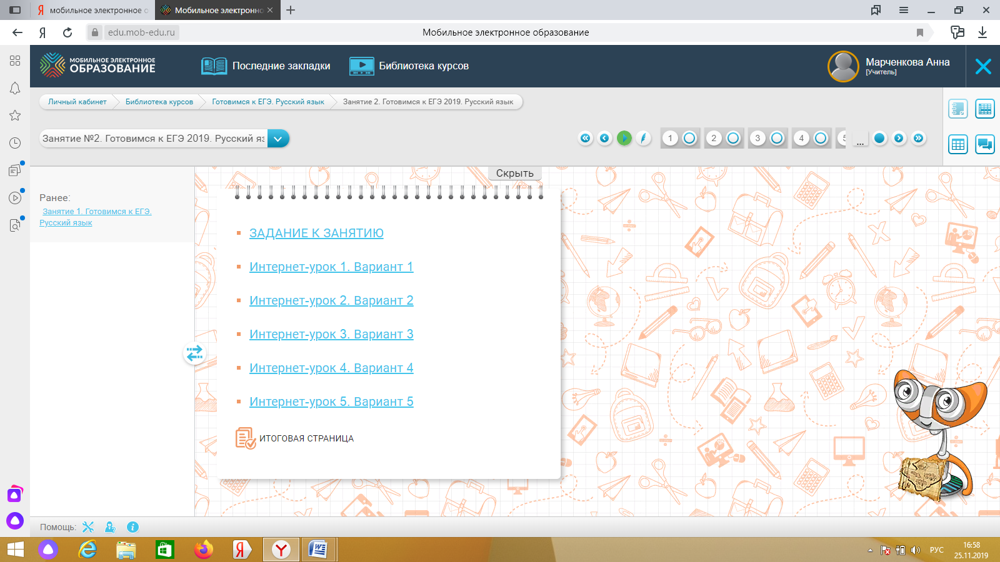 мобильное электронное о
Мобильное электронно
edu.mob-edu.ru
Мобильное электронное образование
МОБИЛЬНОЕ ЭЛЕКТРОННОЕ
ОБРАЗОВАНИЕ
Последние закладки
Библиотека курсов
Марченкова Анна
[Учитель]
Личный кабинет
Библиотека курсов
Готовимся к ЕГЭ. Русский язык
Занятие 2. Готовимся к ЕГЭ 2019. Русский язык
Занятие №2. Готовимся к ЕГЭ 2019. Русский яз
1
2
3
4
5
...
Скрыть
Ранее:
Занятие 1. Готовимся к ЕГЭ.
Русский язык
ЗАДАНИЕ К ЗАНЯТИЮ
Интернет-урок 1. Вариант 1
Интернет-урок 2. Вариант 2
Интернет-урок 3. Вариант 3
Интернет-урок 4. Вариант 4
Интернет-урок 5. Вариант 5
ИТОГОВАЯ СТРАНИЦА
Помощь:
РУС
16:58
25.11.2019